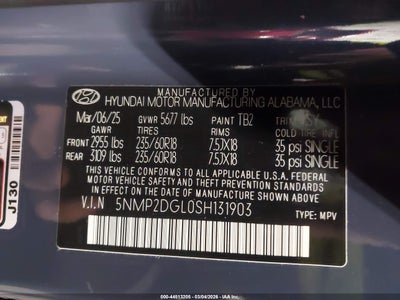 MANUFACTURED BY
HYUNDAI MOTOR MANUFACTURING ALABAMA, LLC
Mar/06/25 GVWR 5677 lbs PAINT TB2 TRIM
GAWR TIRES RIMS COLD TIRE INF.
FRONT 2955 lbs 235/60R18 7.5JX18 35 psi SINGLE
REAR 3109 lbs 235/60R18 7.5JX18 35 psi SINGLE
THIS VEHICLE CONFORMS TO ALL APPLICABLE U.S.A FEDERAL
MOTOR VEHICLE SAFETY AND THEFT PREVENTION STANDARDS
IN EFFECT ON THE DATE OF MANUFACTURE SHOWN ABOVE.
V.I.N 5NMP2DGL0SH131903 TYPE: MPV
J130
000-44613205 - 03/04/2026 - IAAI